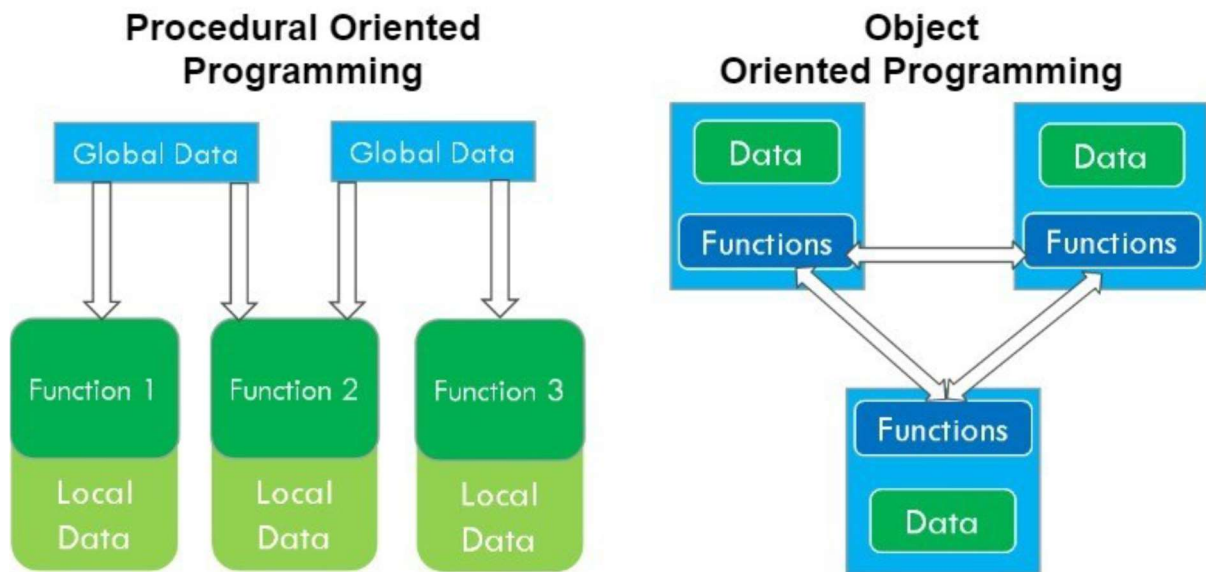 Procedural Oriented
Programming
Global Data
Global Data
Function 1
Function 2
Function 3
Local
Data
Local
Data
Local
Data
Object
Oriented Programming
Data
Functions
Data
Functions
Functions
Data